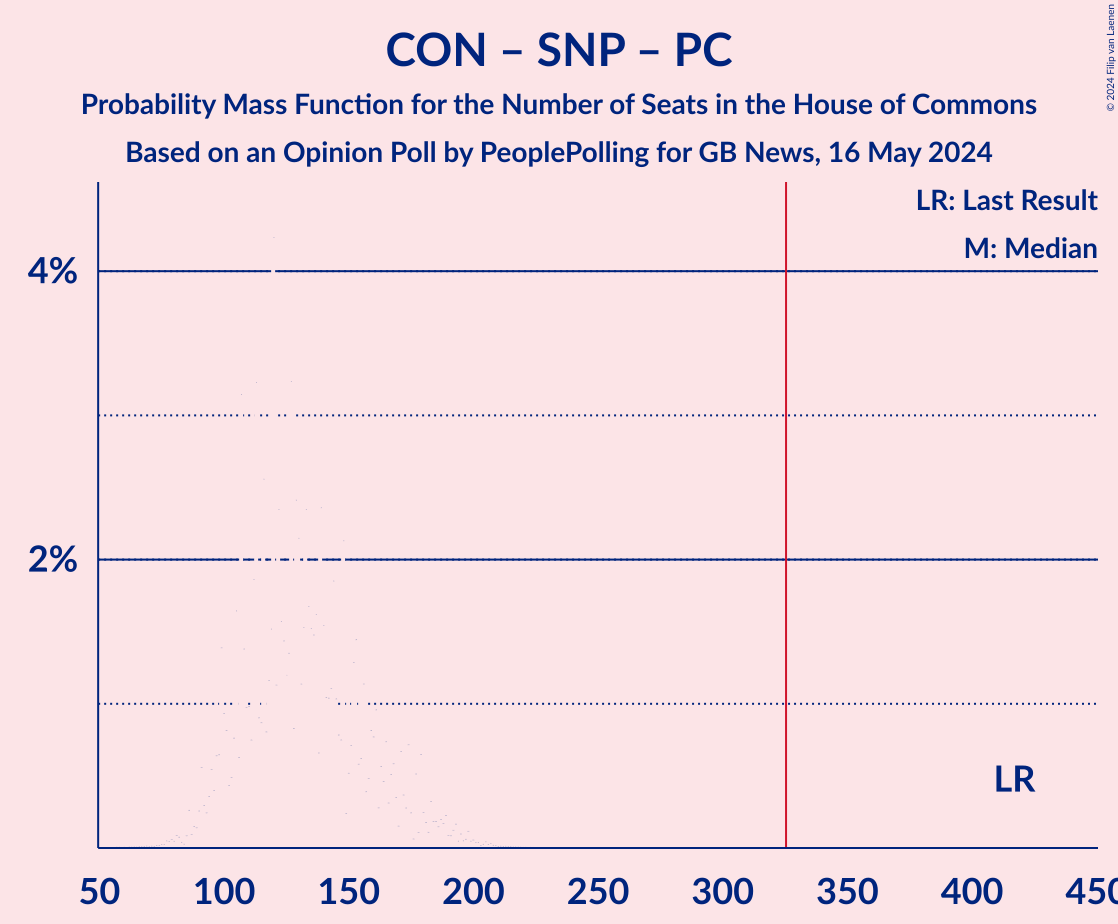 CON – SNP – PC
Probability Mass Function for the Number of Seats in the House of Commons
Based on an Opinion Poll by PeoplePolling for GB News, 16 May 2024
© 2024 Filip van Laenen
LR: Last Result
M: Median
4%
2%
LR
50 100 150 200 250 300 350 400 450